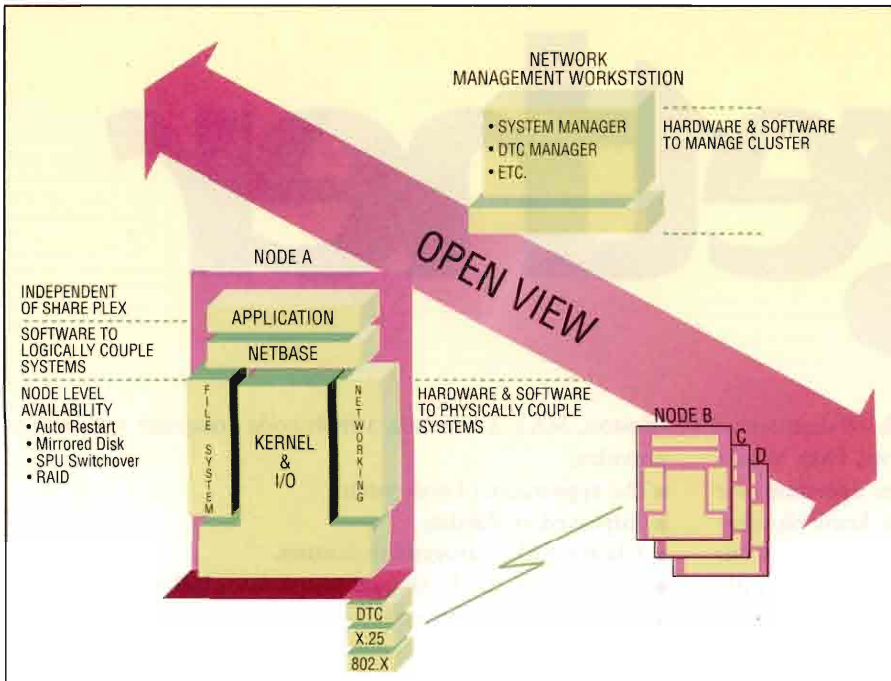 NETWORK
MANAGEMENT WORKSTSTION
• SYSTEM MANAGER
• DTC MANAGER
• ETC.
HARDWARE & SOFTWARE
TO MANAGE CLUSTER
OPEN VIEW
NODE A
INDEPENDENT
OF SHARE PLEX
SOFTWARE TO
LOGICALLY COUPLE
SYSTEMS
NODE LEVEL
AVAILABILITY
• Auto Restart
• Mirrored Disk
• SPU Switchover
• RAID
APPLICATION
NETBASE
FILE SYSTEM
KERNEL
&
I/O
NETWORKING
HARDWARE & SOFTWARE
TO PHYSICALLY COUPLE
SYSTEMS
DTC
X.25
802.X
NODE B
C
D